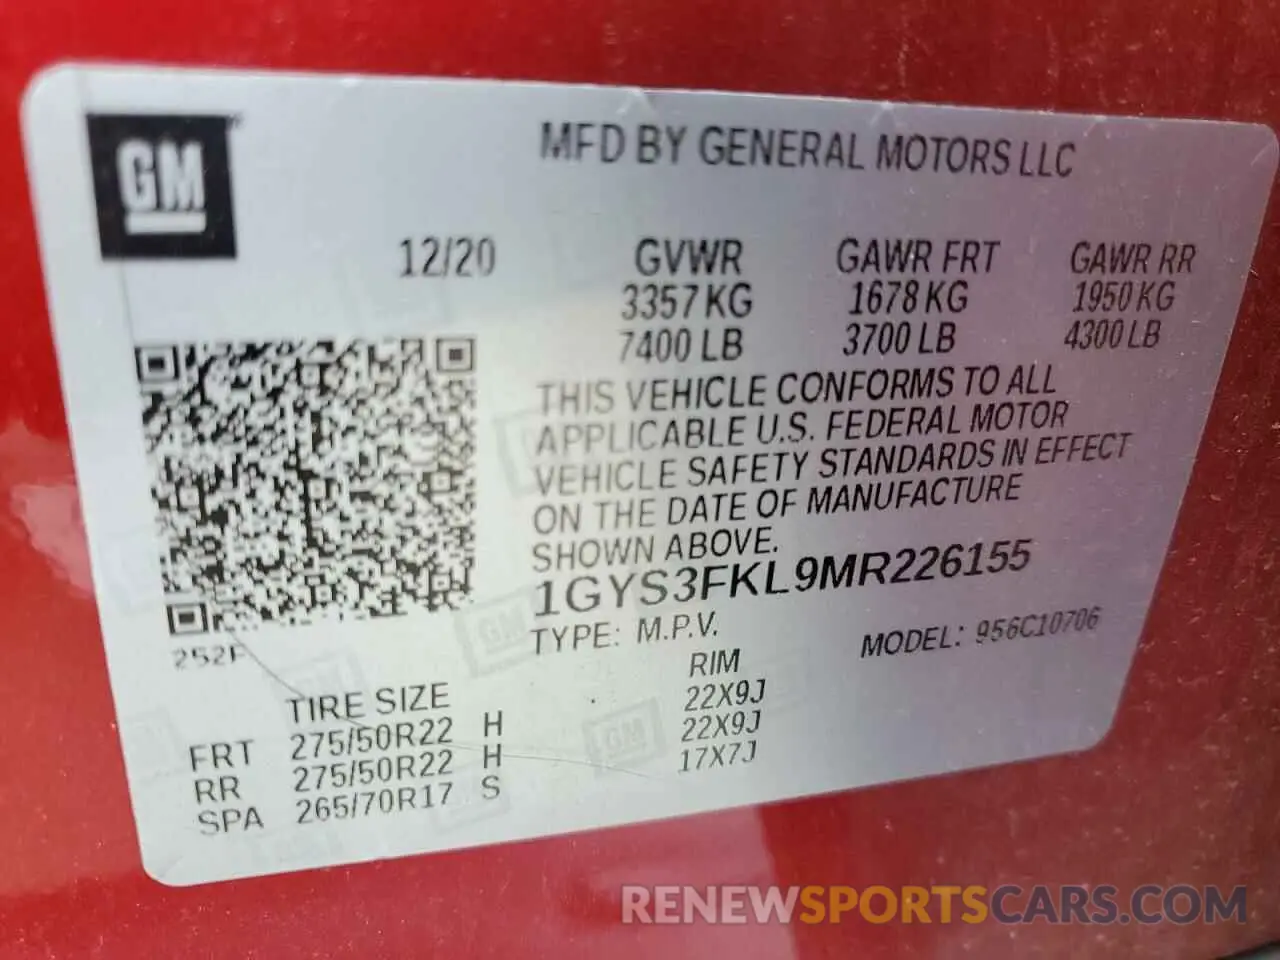 GM
MFD BY GENERAL MOTORS LLC
12/20 GVWR GAWR FRT GAWR RR
3357 KG 1678 KG 1950 KG
7400 LB 3700 LB 4300 LB
THIS VEHICLE CONFORMS TO ALL
APPLICABLE U.S. FEDERAL MOTOR
VEHICLE SAFETY STANDARDS IN EFFECT
ON THE DATE OF MANUFACTURE
SHOWN ABOVE.
1GYS3FKL9MR226155
252F
TYPE: M.P.V. MODEL: 956C10706
TIRE SIZE RIM
FRT 275/50R22 H 22X9J
RR 275/50R22 H 22X9J
SPA 265/70R17 S 17X7J
GM
GM
RENEWSPORTSCARS.COM